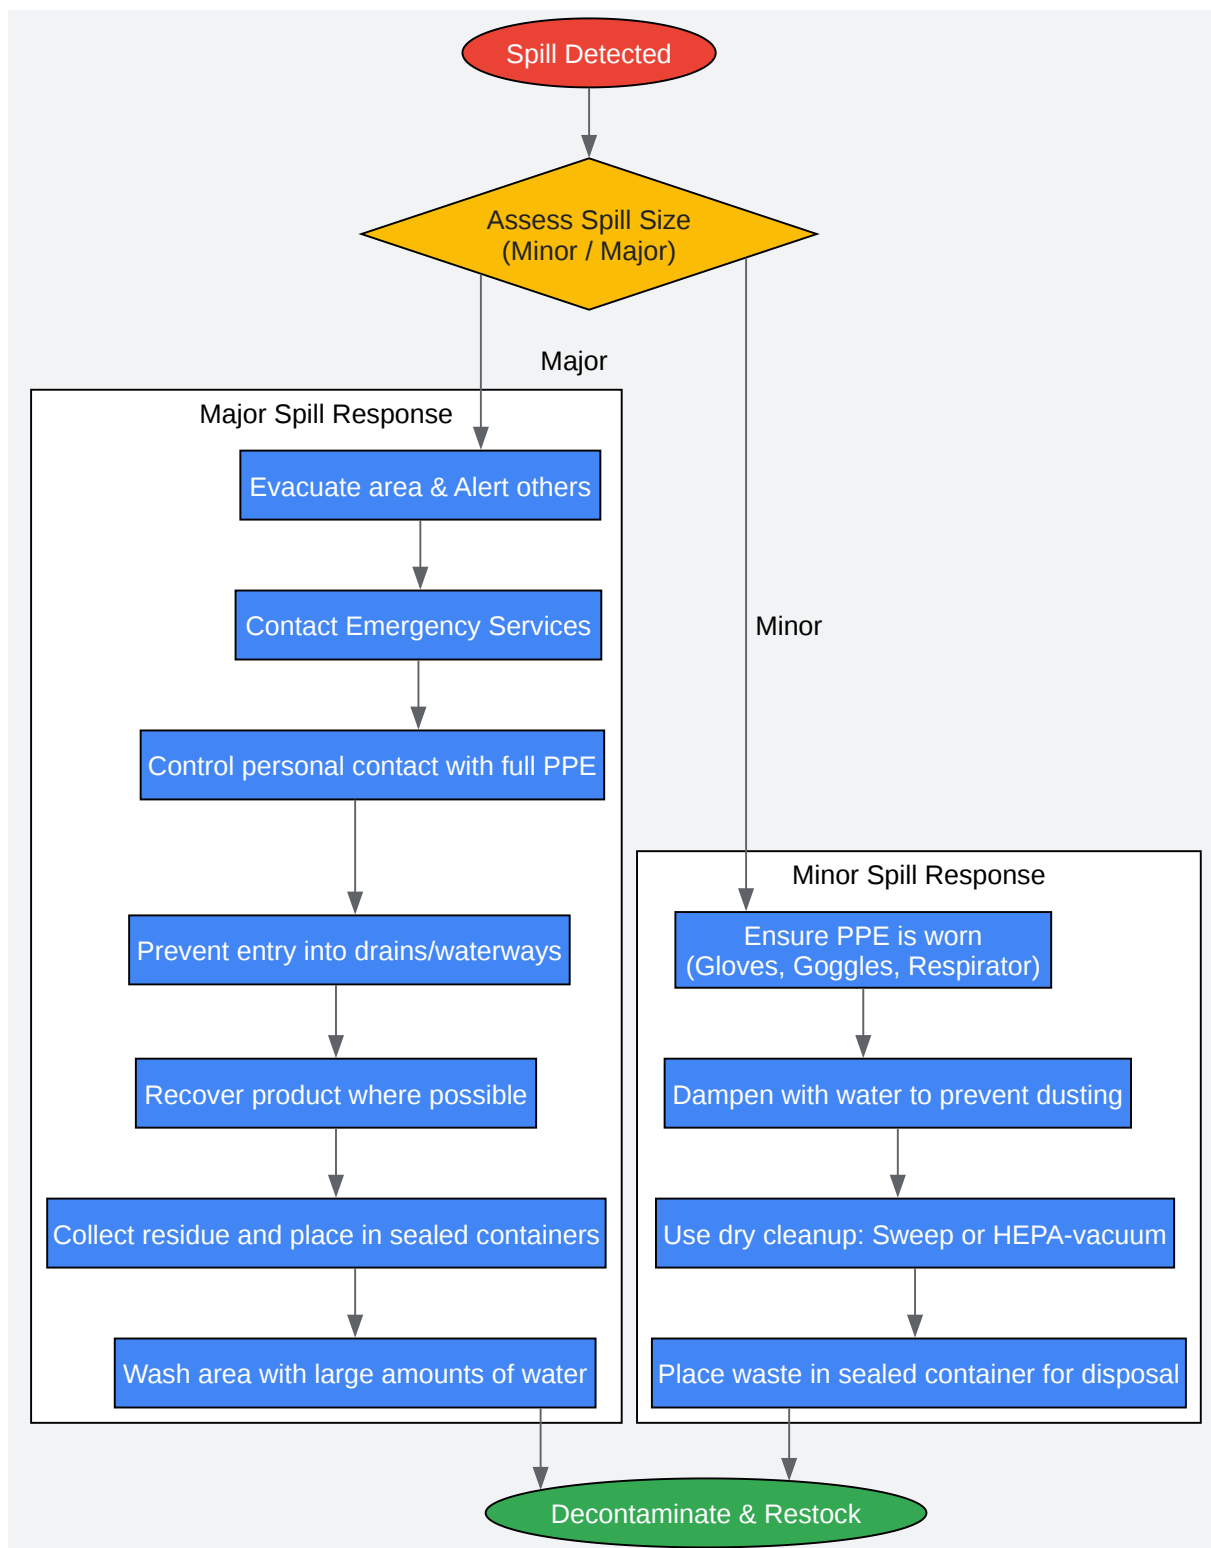 Spill Detected
Assess Spill Size
(Minor / Major)
Major
Major Spill Response
Evacuate area & Alert others
Contact Emergency Services
Control personal contact with full PPE
Prevent entry into drains/waterways
Recover product where possible
Collect residue and place in sealed containers
Wash area with large amounts of water
Minor
Minor Spill Response
Ensure PPE is worn
(Gloves, Goggles, Respirator)
Dampen with water to prevent dusting
Use dry cleanup: Sweep or HEPA-vacuum
Place waste in sealed container for disposal
Decontaminate & Restock